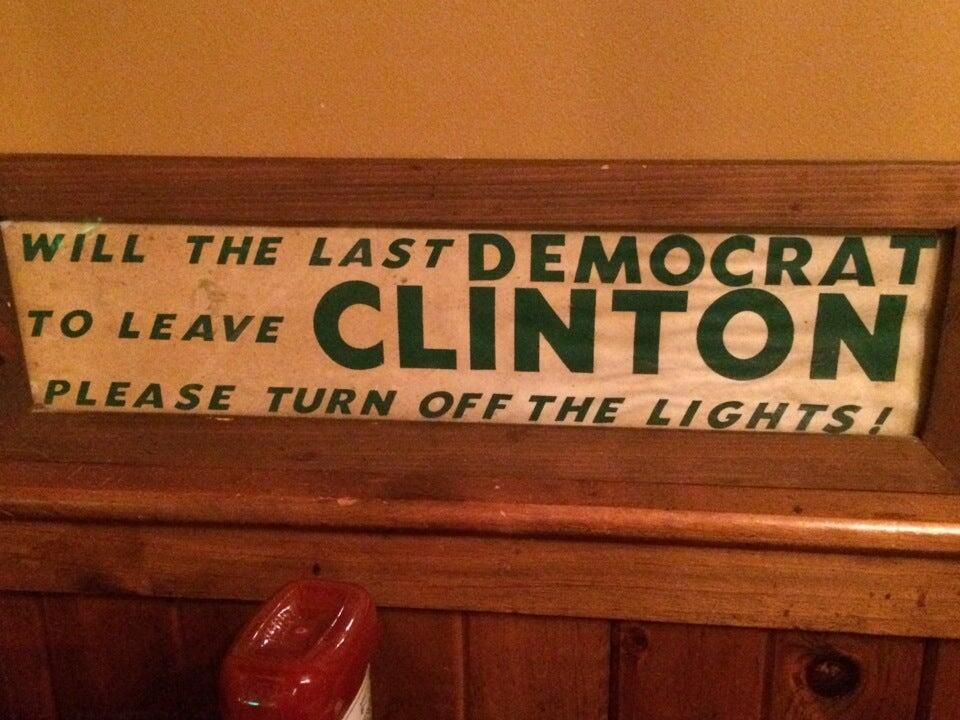 WILL THE LAST DEMOCRAT
TO LEAVE CLINTON
PLEASE TURN OFF THE LIGHTS!